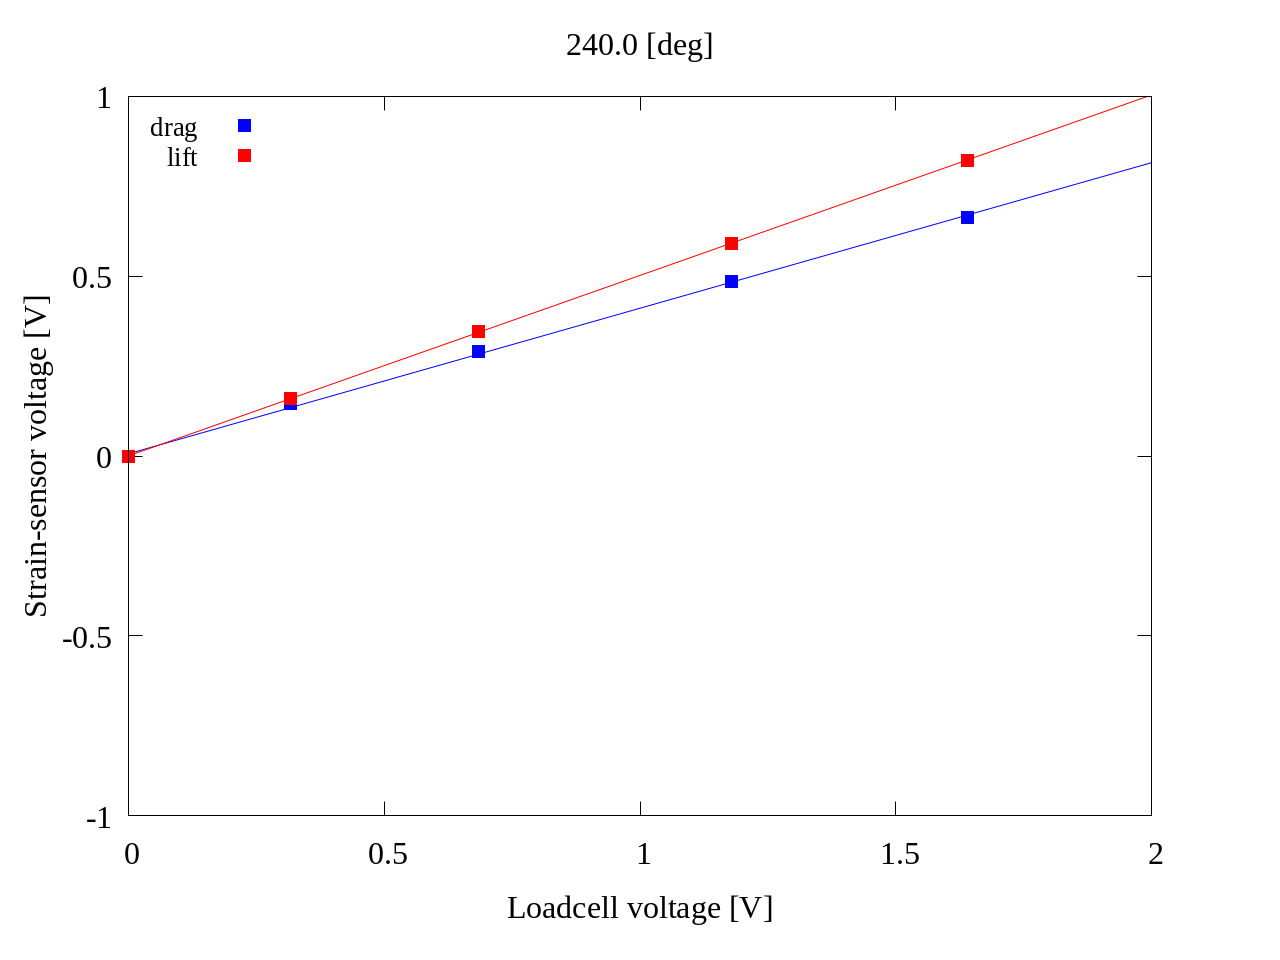 240.0 [deg]
1
drag
lift
0.5
0
-0.5
-1
Strain-sensor voltage [V]
0 0.5 1 1.5 2
Loadcell voltage [V]